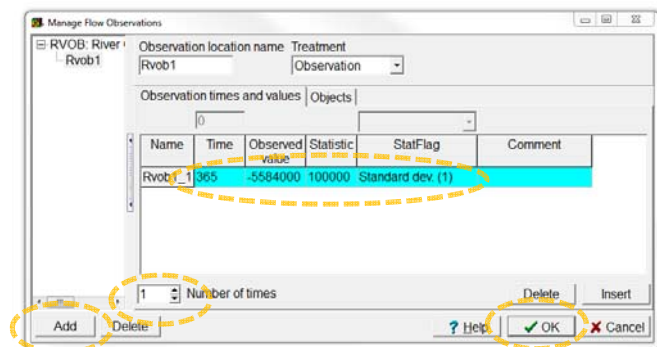 Manage Flow Observations
RVOB: River
Rvob1
Observation location name Treatment
Rvob1 Observation
Observation times and values Objects
0
Name Time Observed value Statistic StatFlag Comment
Rvob1_1 365 -5584000 100000 Standard dev. (1)
1 Number of times Delete Insert
Add Delete ? Help OK Cancel